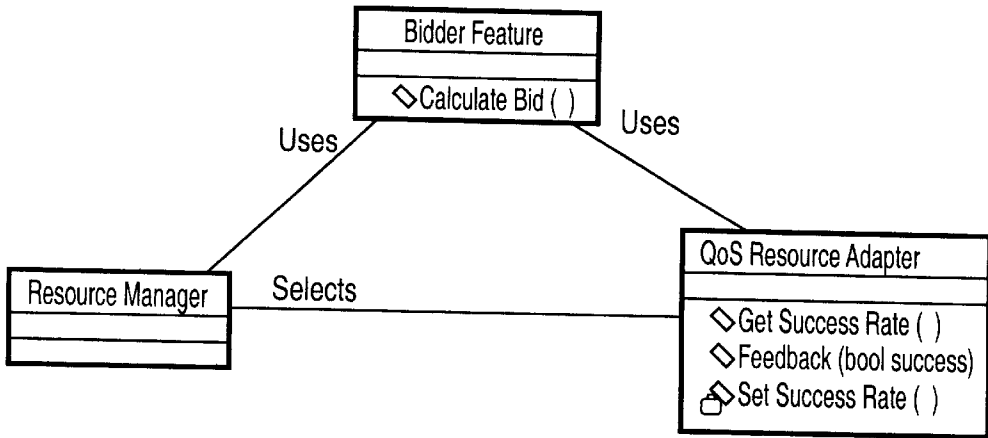 Bidder Feature
Calculate Bid ( )
Uses
Uses
Resource Manager
Selects
QoS Resource Adapter
Get Success Rate ( )
Feedback (bool success)
Set Success Rate ( )